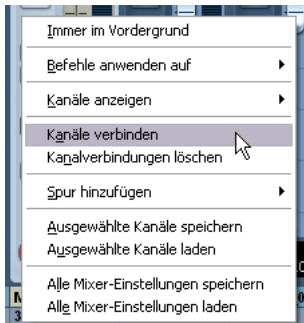 Immer im Vordergrund
Befehle anwenden auf
Kanäle anzeigen
Kanäle verbinden
Kanalverbindungen löschen
Spur hinzufügen
Ausgewählte Kanäle speichern
Ausgewählte Kanäle laden
Alle Mixer-Einstellungen speichern
Alle Mixer-Einstellungen laden